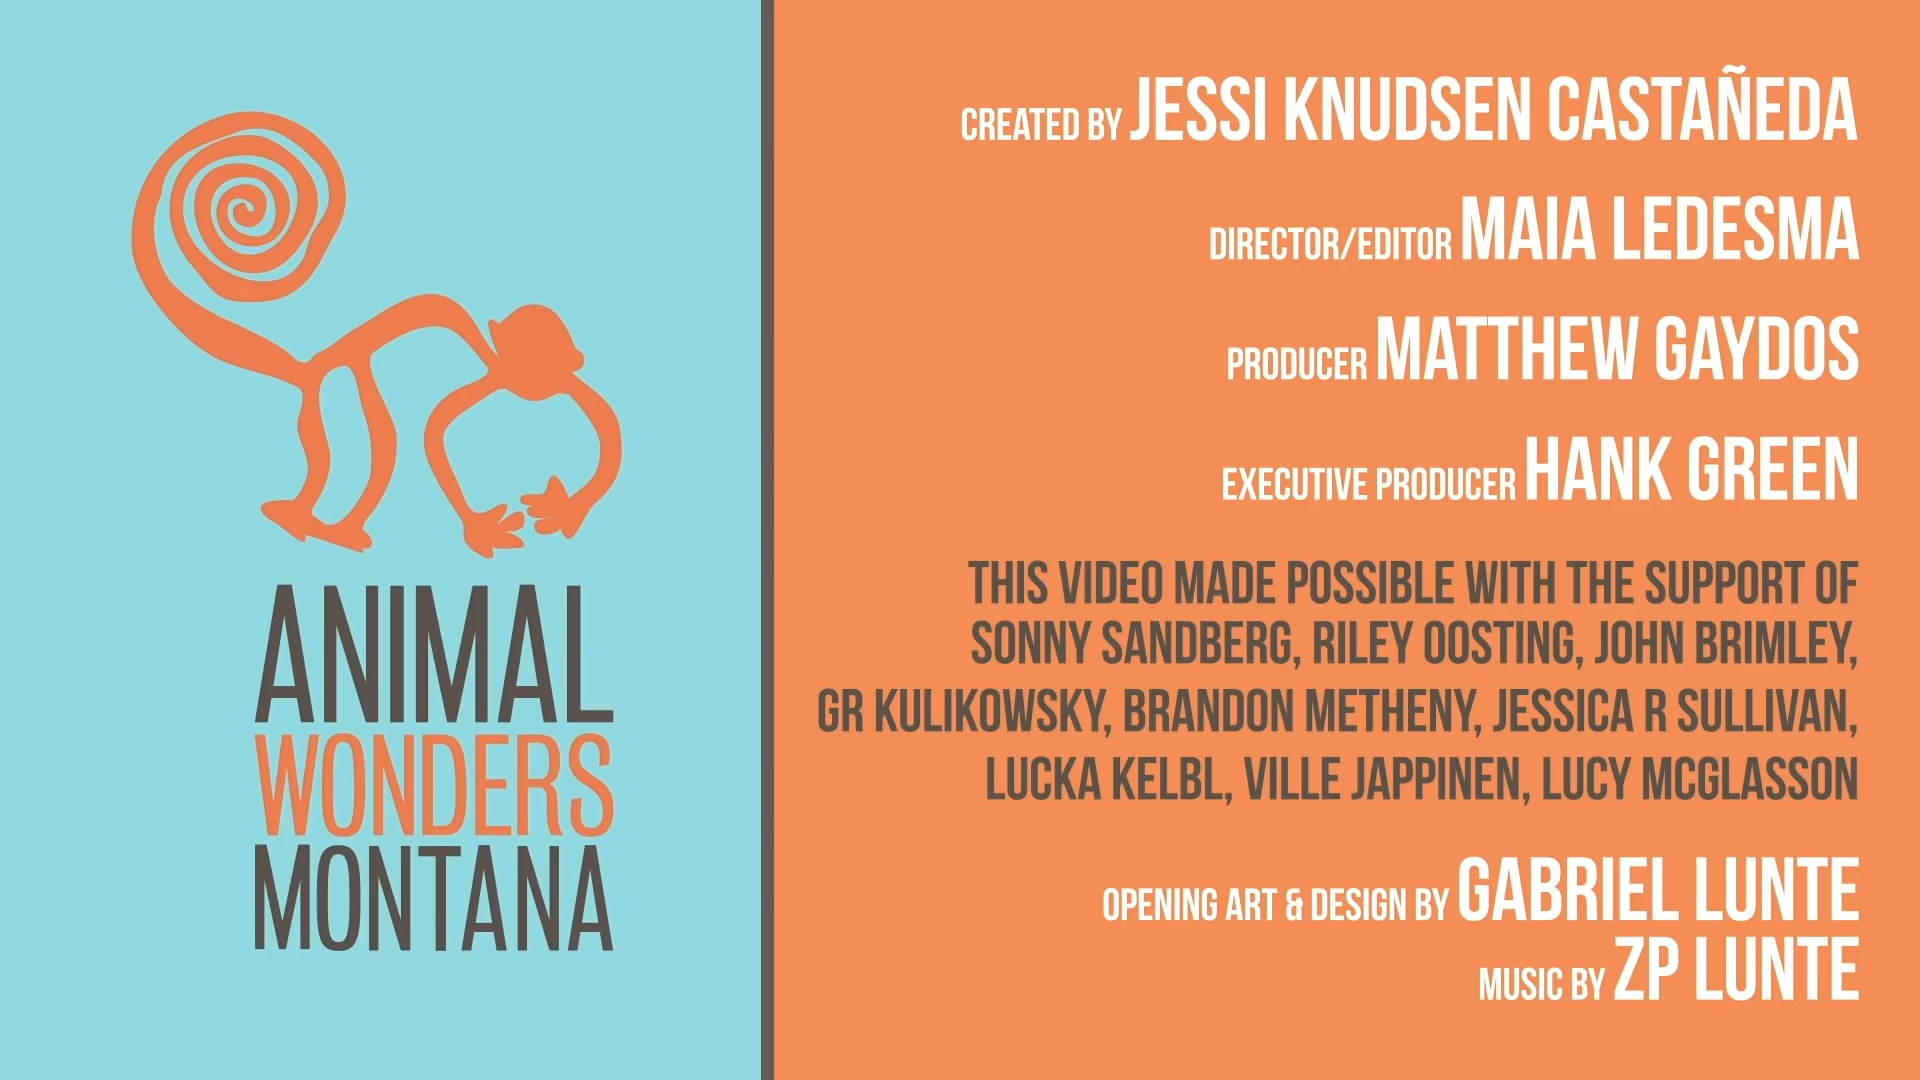 ANIMAL
WONDERS
MONTANA
CREATED BY JESSI KNUDSEN CASTAÑEDA
DIRECTOR/EDITOR MAIA LEDESMA
PRODUCER MATTHEW GAYDOS
EXECUTIVE PRODUCER HANK GREEN
THIS VIDEO MADE POSSIBLE WITH THE SUPPORT OF
SONNY SANDBERG, RILEY OOSTING, JOHN BRIMLEY,
GR KULIKOWSKY, BRANDON METHENY, JESSICA R SULLIVAN,
LUCKA KELBL, VILLE JAPPINEN, LUCY MCGLASSON
OPENING ART & DESIGN BY GABRIEL LUNTE
MUSIC BY ZP LUNTE